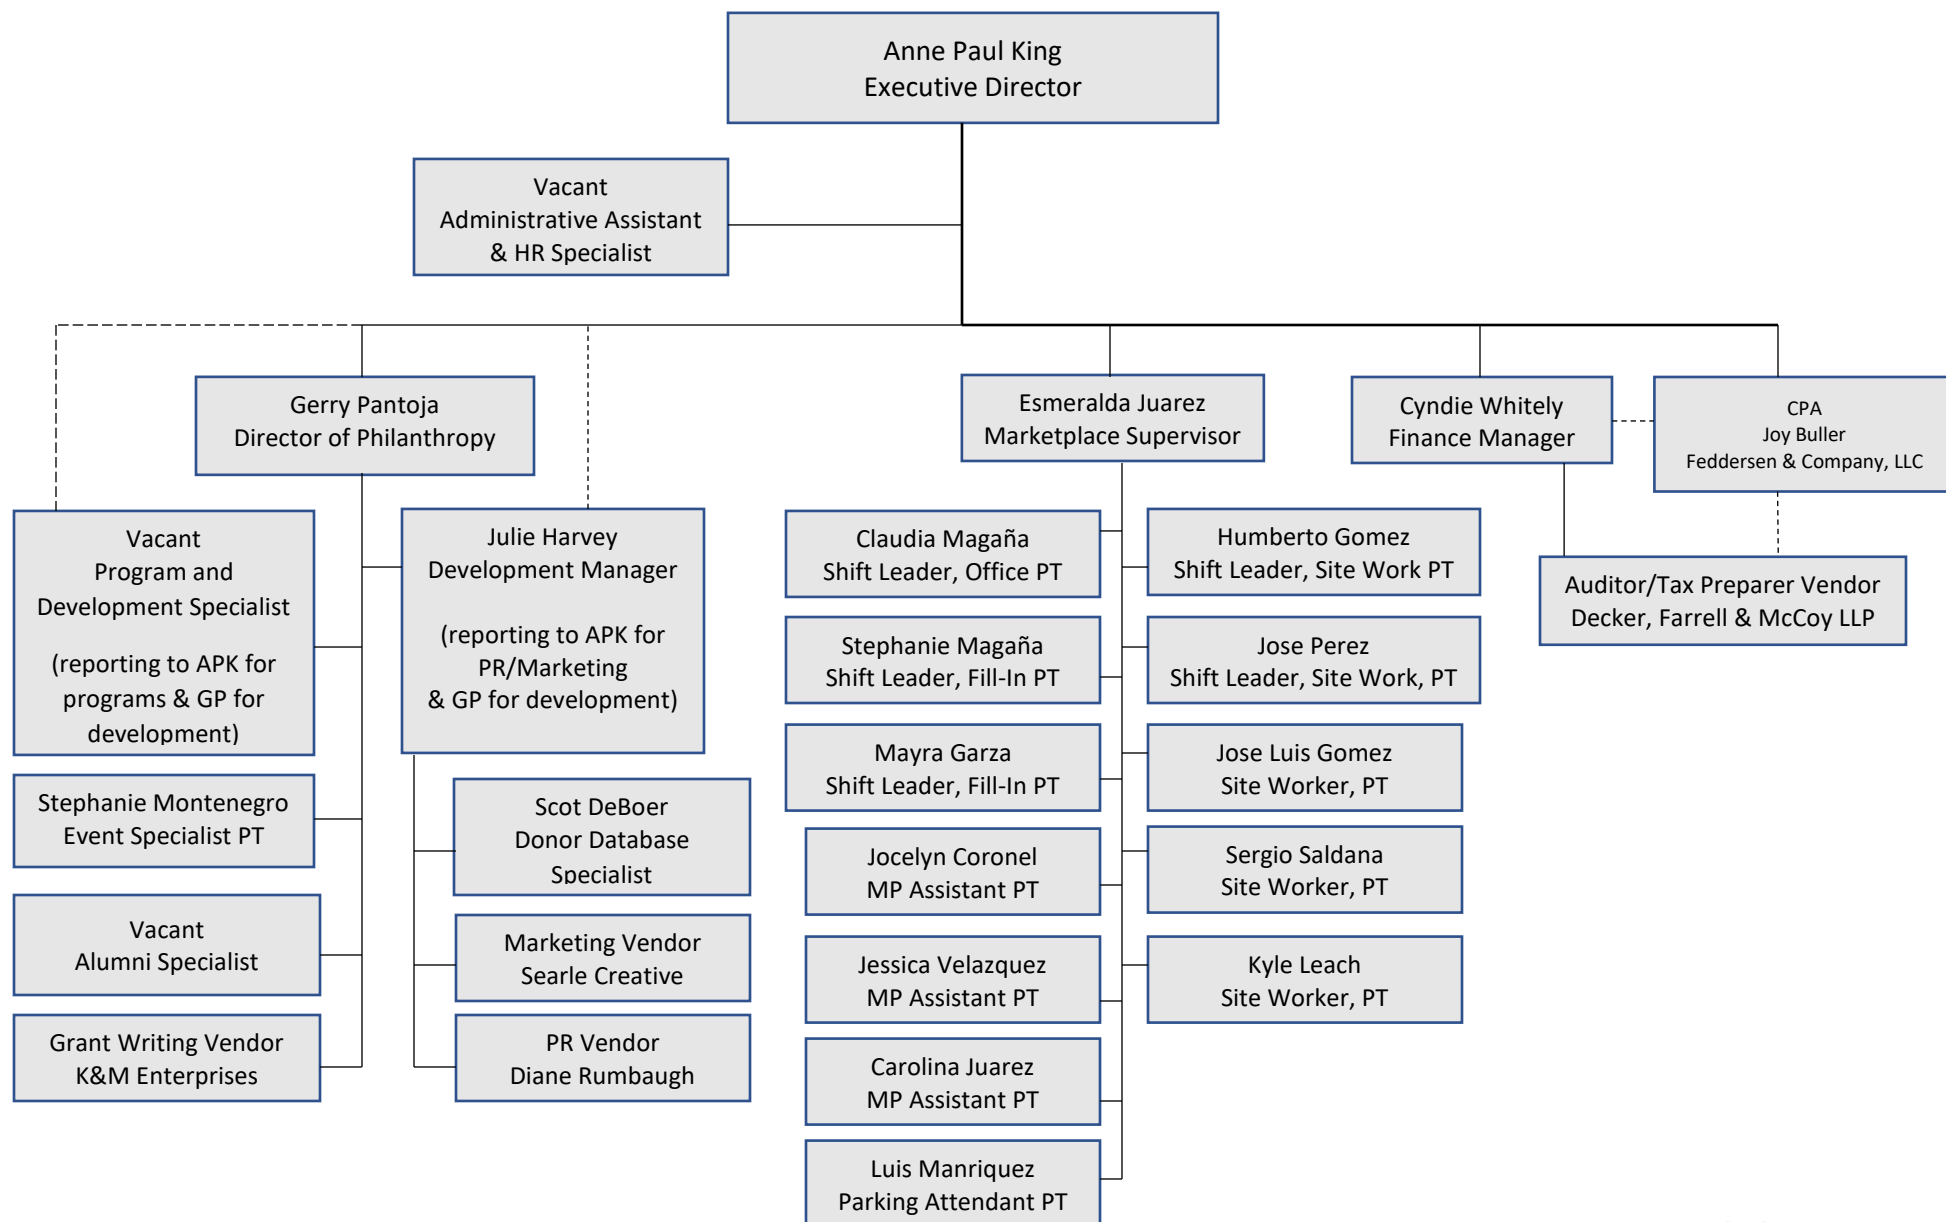 Anne Paul King
Executive Director
Vacant
Administrative Assistant
& HR Specialist
Gerry Pantoja
Director of Philanthropy
Esmeralda Juarez
Marketplace Supervisor
Cyndie Whitely
Finance Manager
CPA
Joy Buller
Feddersen & Company, LLC
Vacant
Program and
Development Specialist
(reporting to APK for
programs & GP for
development)
Julie Harvey
Development Manager
(reporting to APK for
PR/Marketing
& GP for development)
Claudia Magaña
Shift Leader, Office PT
Humberto Gomez
Shift Leader, Site Work PT
Auditor/Tax Preparer Vendor
Decker, Farrell & McCoy LLP
Stephanie Magaña
Shift Leader, Fill-In PT
Jose Perez
Shift Leader, Site Work, PT
Stephanie Montenegro
Event Specialist PT
Scot DeBoer
Donor Database
Specialist
Mayra Garza
Shift Leader, Fill-In PT
Jose Luis Gomez
Site Worker, PT
Jocelyn Coronel
MP Assistant PT
Sergio Saldana
Site Worker, PT
Vacant
Alumni Specialist
Marketing Vendor
Searle Creative
Jessica Velazquez
MP Assistant PT
Kyle Leach
Site Worker, PT
Grant Writing Vendor
K&M Enterprises
PR Vendor
Diane Rumbaugh
Carolina Juarez
MP Assistant PT
Luis Manriquez
Parking Attendant PT